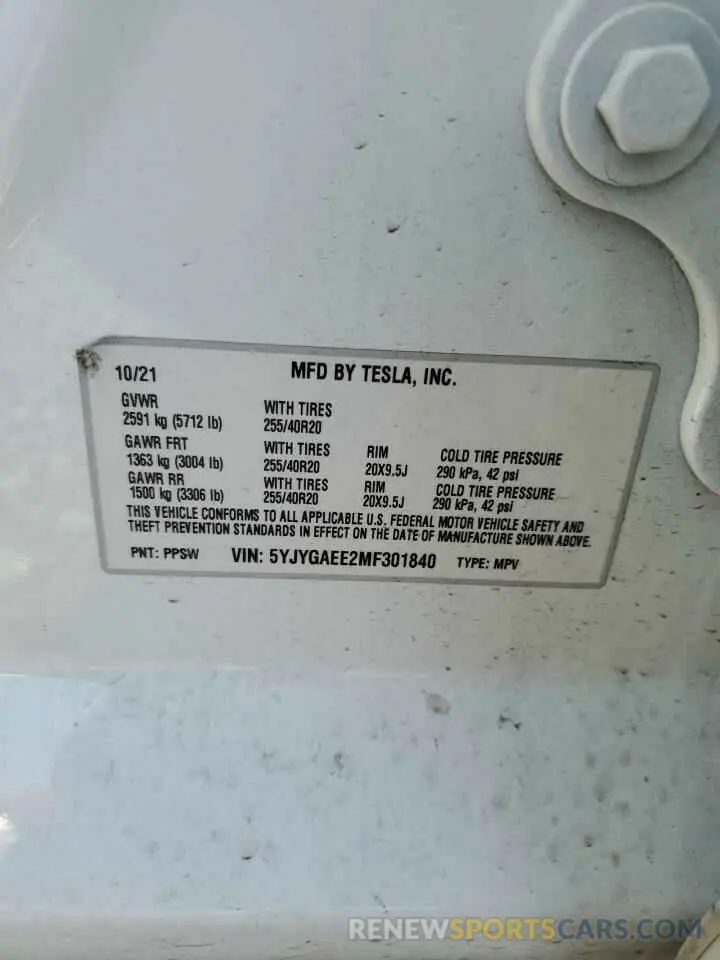 10/21 MFD BY TESLA, INC.
GVWR
2591 kg (5712 lb) WITH TIRES 255/40R20
GAWR FRT
1363 kg (3004 lb) WITH TIRES 255/40R20 RIM 20X9.5J COLD TIRE PRESSURE 290 kPa, 42 psi
GAWR RR
1500 kg (3306 lb) WITH TIRES 255/40R20 RIM 20X9.5J COLD TIRE PRESSURE 290 kPa, 42 psi
THIS VEHICLE CONFORMS TO ALL APPLICABLE U.S. FEDERAL MOTOR VEHICLE SAFETY AND
THEFT PREVENTION STANDARDS IN EFFECT ON THE DATE OF MANUFACTURE SHOWN ABOVE.
PNT: PPSW VIN: 5YJYGAEE2MF301840 TYPE: MPV
RENEWSPORTSCARS.COM